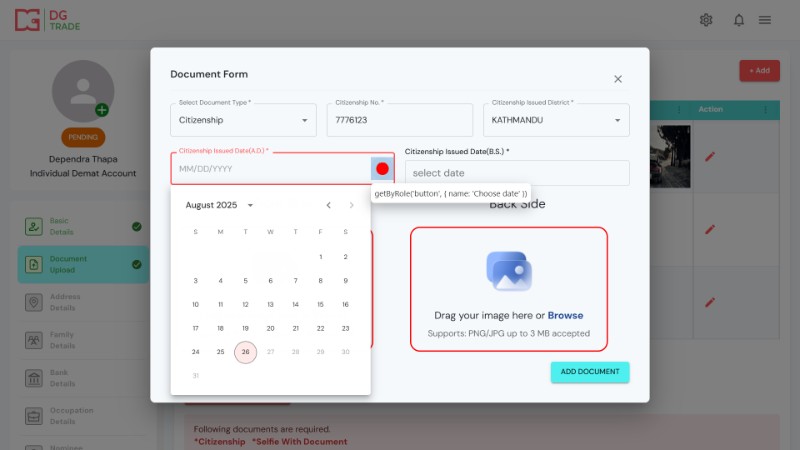 DG
TRADE
Document Form
+ Add
Select Document Type *
Citizenship
Citizenship No. *
7776123
Citizenship Issued District *
KATHMANDU
Action
PENDING
Dependra Thapa
Individual Demat Account
Citizenship Issued Date(A.D.) *
MM/DD/YYYY
Citizenship Issued Date(B.S.) *
select date
getByRole('button', { name: 'Choose date' })
Back Side
August 2025
S M T W T F S
1 2
3 4 5 6 7 8 9
10 11 12 13 14 15 16
17 18 19 20 21 22 23
24 25 26 27 28 29 30
31
Drag your image here or Browse
Supports: PNG/JPG up to 3 MB accepted
ADD DOCUMENT
Basic
Details
Document
Upload
Address
Details
Family
Details
Bank
Details
Occupation
Details
Nominee
Following documents are required.
*Citizenship *Selfie With Document